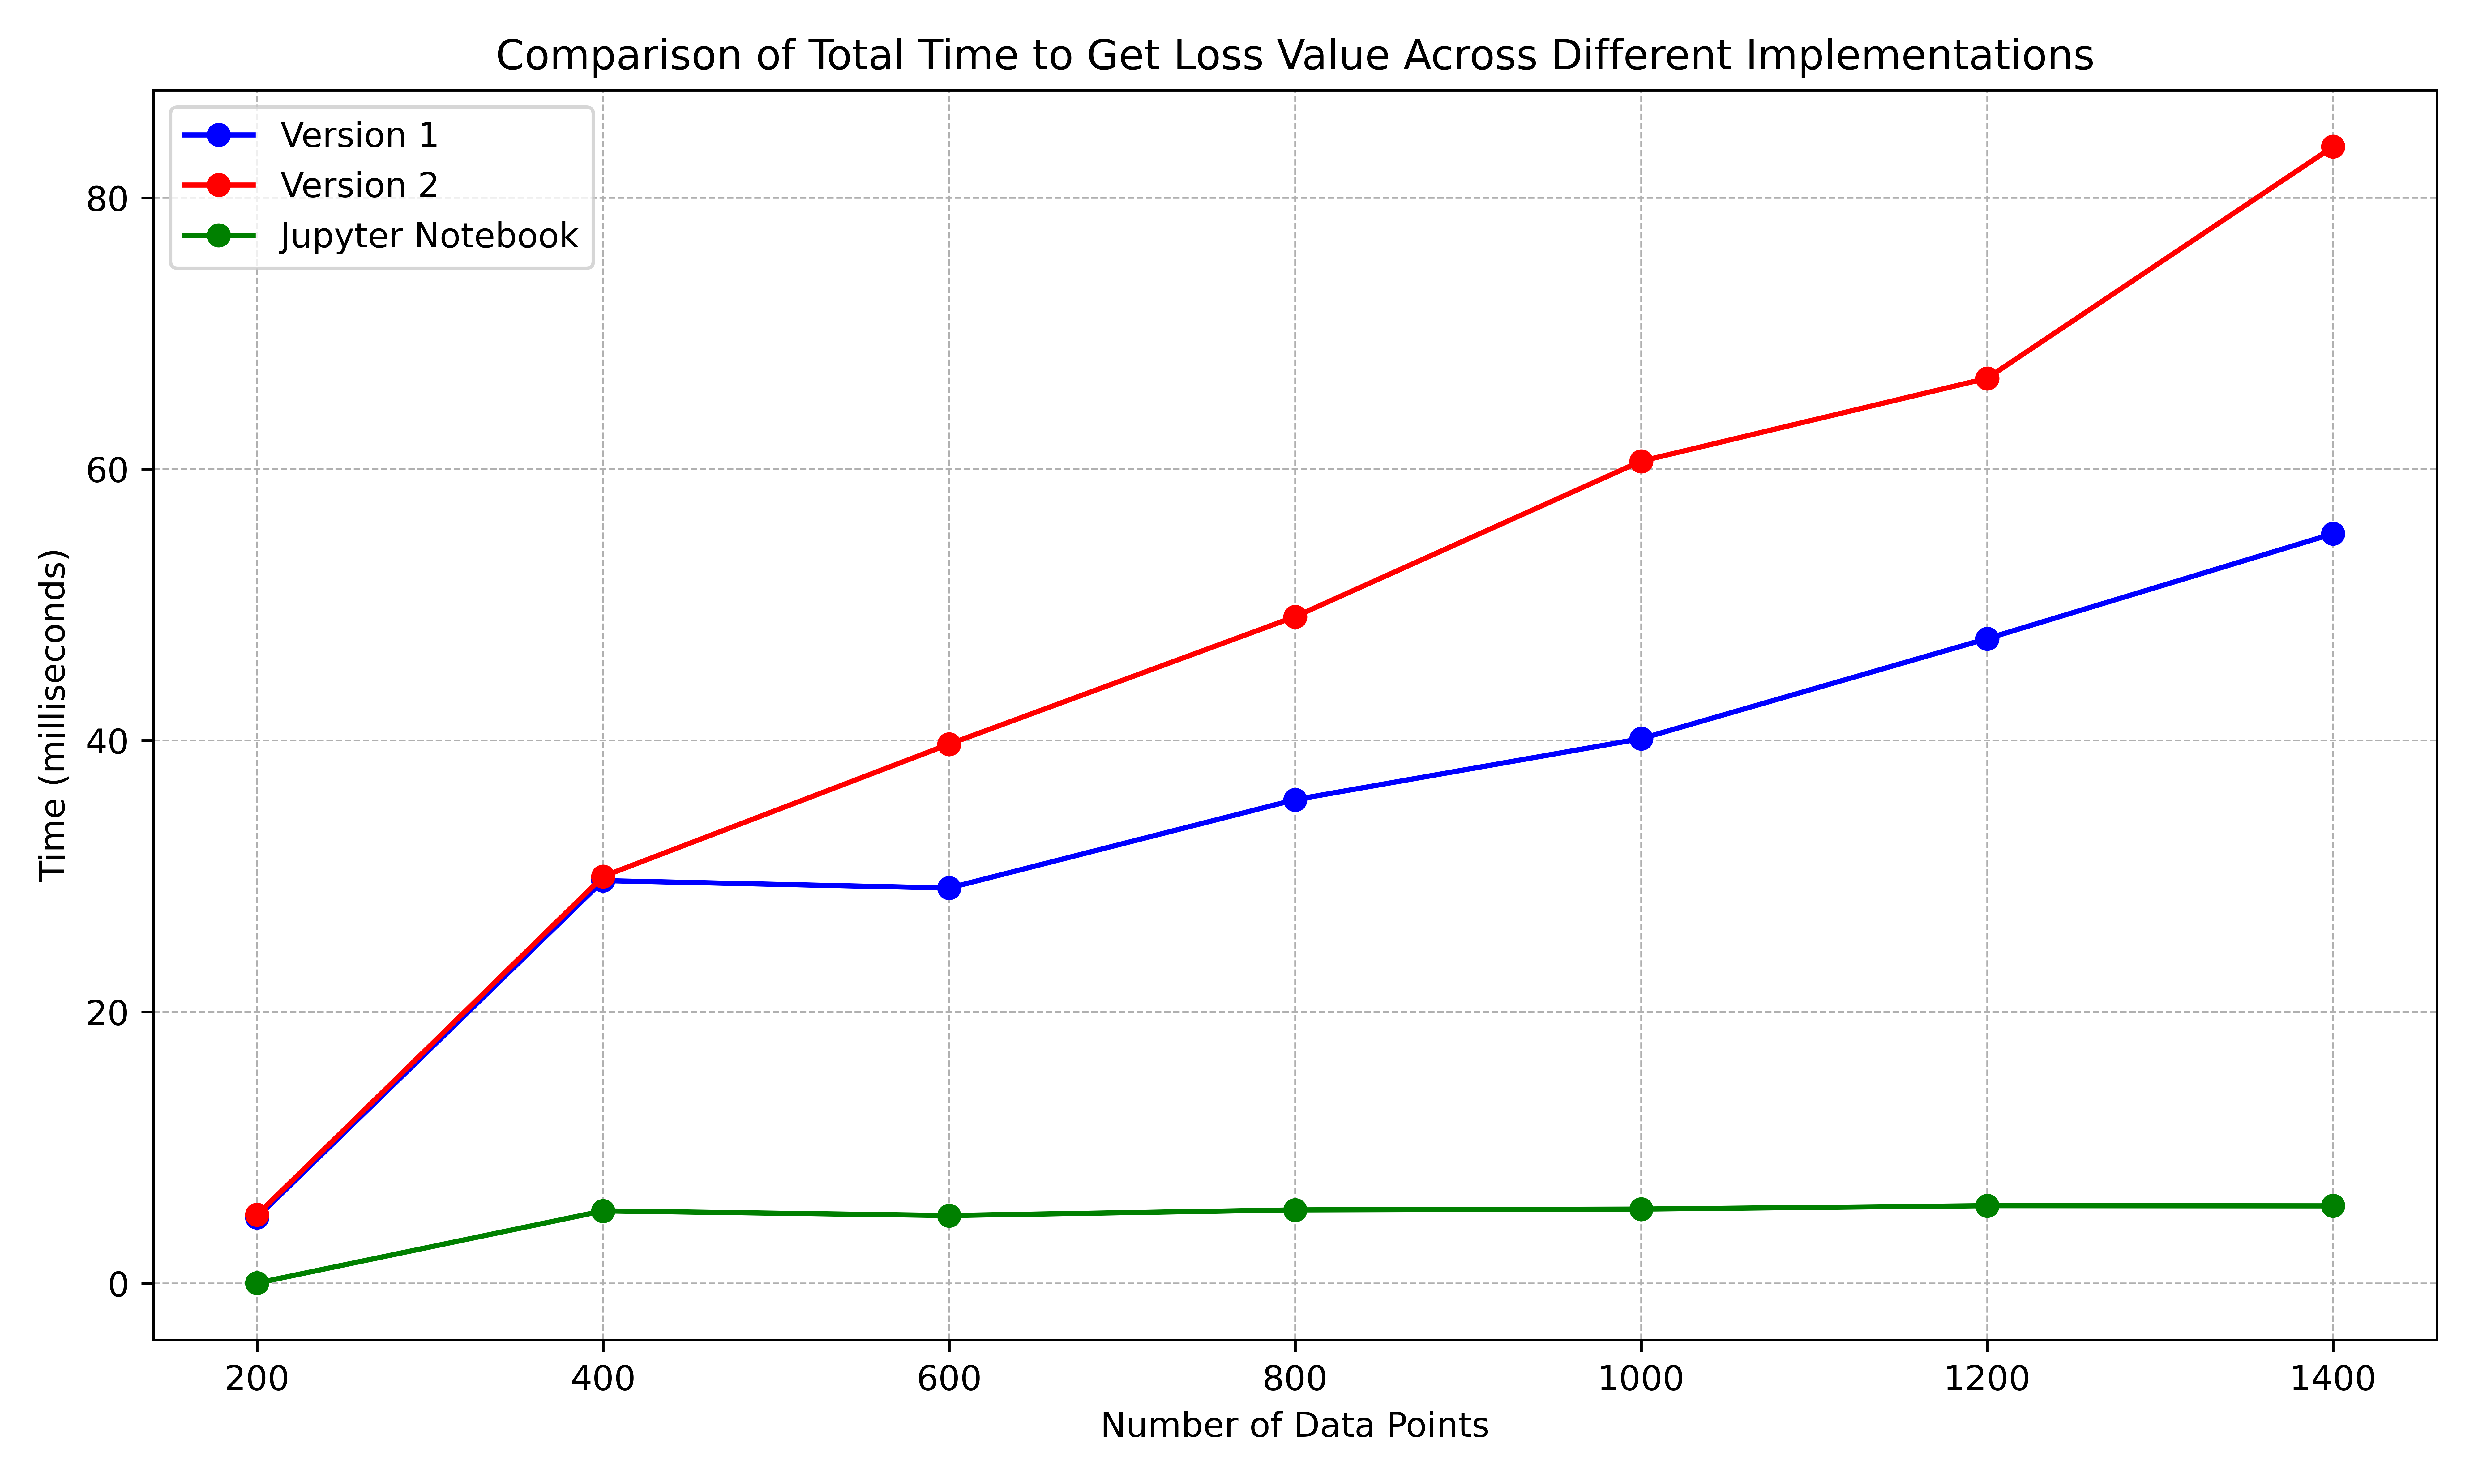 Comparison of Total Time to Get Loss Value Across Different Implementations
Version 1
Version 2
Jupyter Notebook
Time (milliseconds)
80
60
40
20
0
200 400 600 800 1000 1200 1400
Number of Data Points